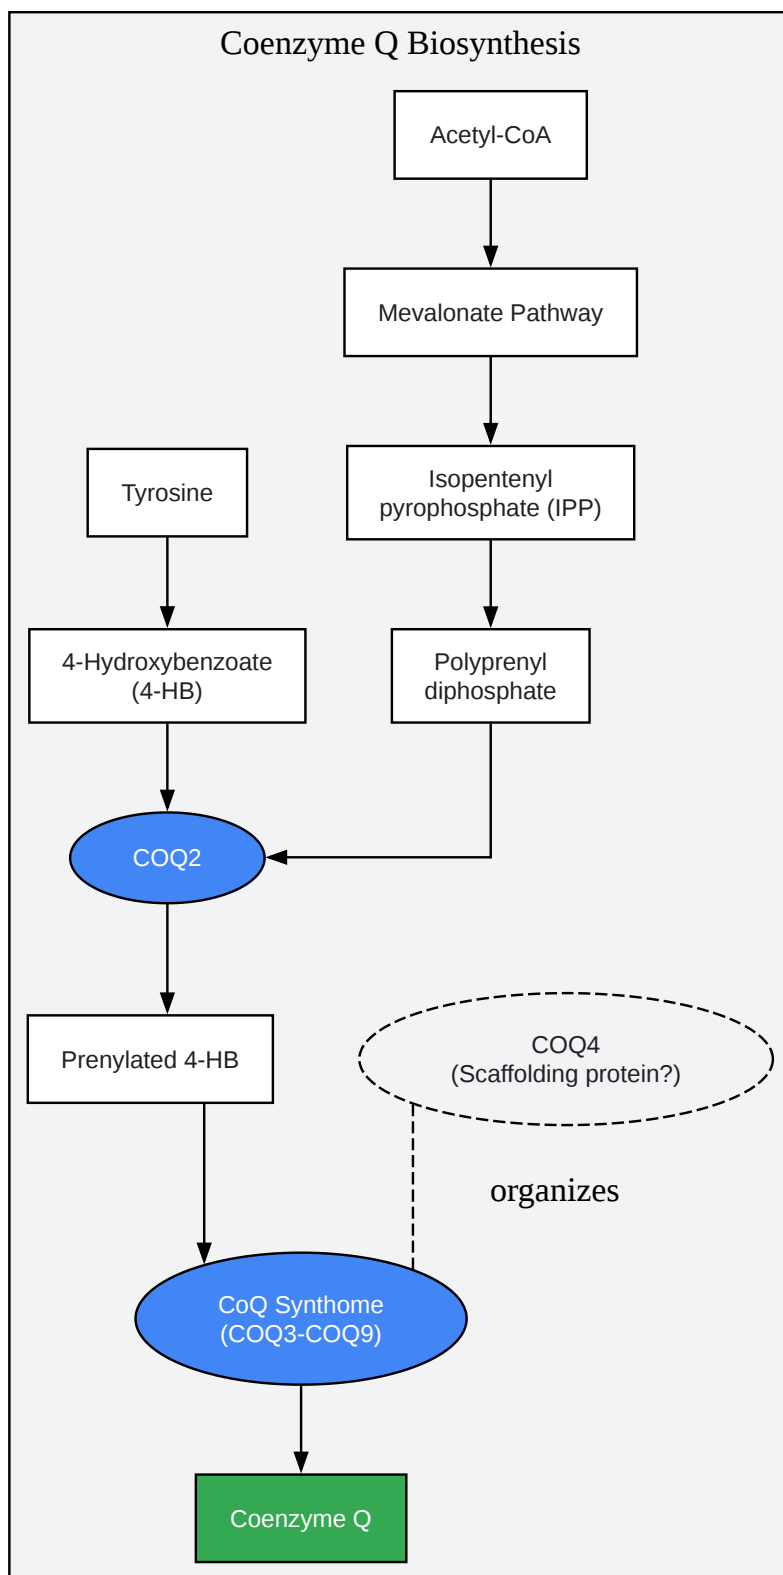 Coenzyme Q Biosynthesis
Acetyl-CoA
Mevalonate Pathway
Isopentenyl
pyrophosphate (IPP)
Tyrosine
4-Hydroxybenzoate
(4-HB)
Polyprenyl
diphosphate
COQ2
Prenylated 4-HB
COQ4
(Scaffolding protein?)
organizes
CoQ Synthome
(COQ3-COQ9)
Coenzyme Q